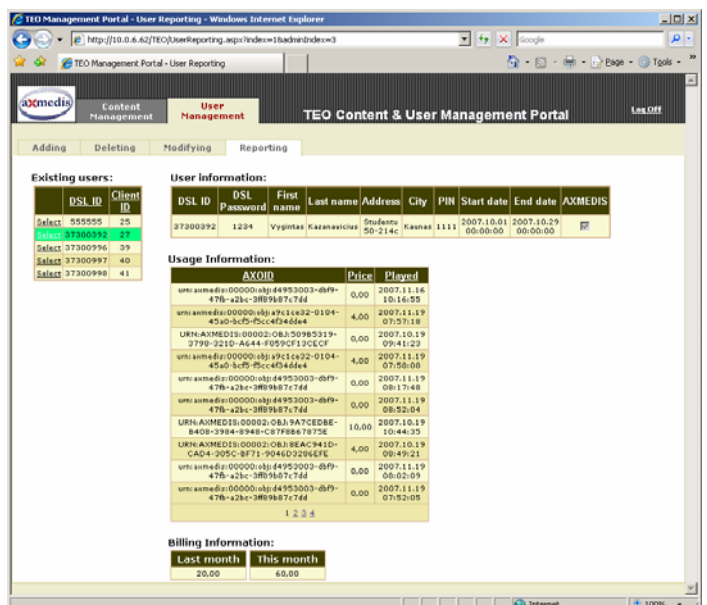 TEO Management Portal - User Reporting - Windows Internet Explorer
http://10.0.6.62/TEO/UserReporting.aspx?index=1&adminIndex=3
Google
TEO Management Portal - User Reporting
Page Tools
axmedis
Content Management
User Management
TEO Content & User Management Portal
Log Off
Adding Deleting Modifying Reporting
Existing users:
DSL ID Client ID
Select 555555 25
Select 37300392 27
Select 37300996 39
Select 37300997 40
Select 37300998 41
User information:
DSL ID DSL Password First name Last name Address City PIN Start date End date AXMEDIS
37300392 1234 Vygintas Kazanavicius Studentu 50-214c Kaunas 1111 2007.10.01 00:00:00 2007.10.29 00:00:00
Usage Information:
AXOID Price Played
urn:axmedis:00000:obj:d4953003-dbf9-47fb-a2bc-3ff89b87c7dd 0,00 2007.11.16 10:16:55
urn:axmedis:00000:obj:a9c1ce32-0104-45a0-bcf5-f5cc4f34dde4 4,00 2007.11.19 07:57:18
URN:AXMEDIS:00002:OBJ:509B5319-3798-321D-A644-F059CF13CECF 0,00 2007.10.19 09:41:23
urn:axmedis:00000:obj:a9c1ce32-0104-45a0-bcf5-f5cc4f34dde4 4,00 2007.11.19 07:58:08
urn:axmedis:00000:obj:d4953003-dbf9-47fb-a2bc-3ff89b87c7dd 0,00 2007.11.19 08:17:48
urn:axmedis:00000:obj:d4953003-dbf9-47fb-a2bc-3ff89b87c7dd 0,00 2007.11.19 08:52:04
URN:AXMEDIS:00002:OBJ:9A7CEDBE-B408-3984-8948-C87F8B67875E 10,00 2007.10.19 10:44:35
URN:AXMEDIS:00002:OBJ:8EAC941D-CAD4-305C-BF71-9046D3286EFE 4,00 2007.10.19 08:49:21
urn:axmedis:00000:obj:d4953003-dbf9-47fb-a2bc-3ff89b87c7dd 0,00 2007.11.19 08:02:09
urn:axmedis:00000:obj:d4953003-dbf9-47fb-a2bc-3ff89b87c7dd 0,00 2007.11.19 07:52:05
1 2 3 4
Billing Information:
Last month This month
20,00 60,00
Internet 100%